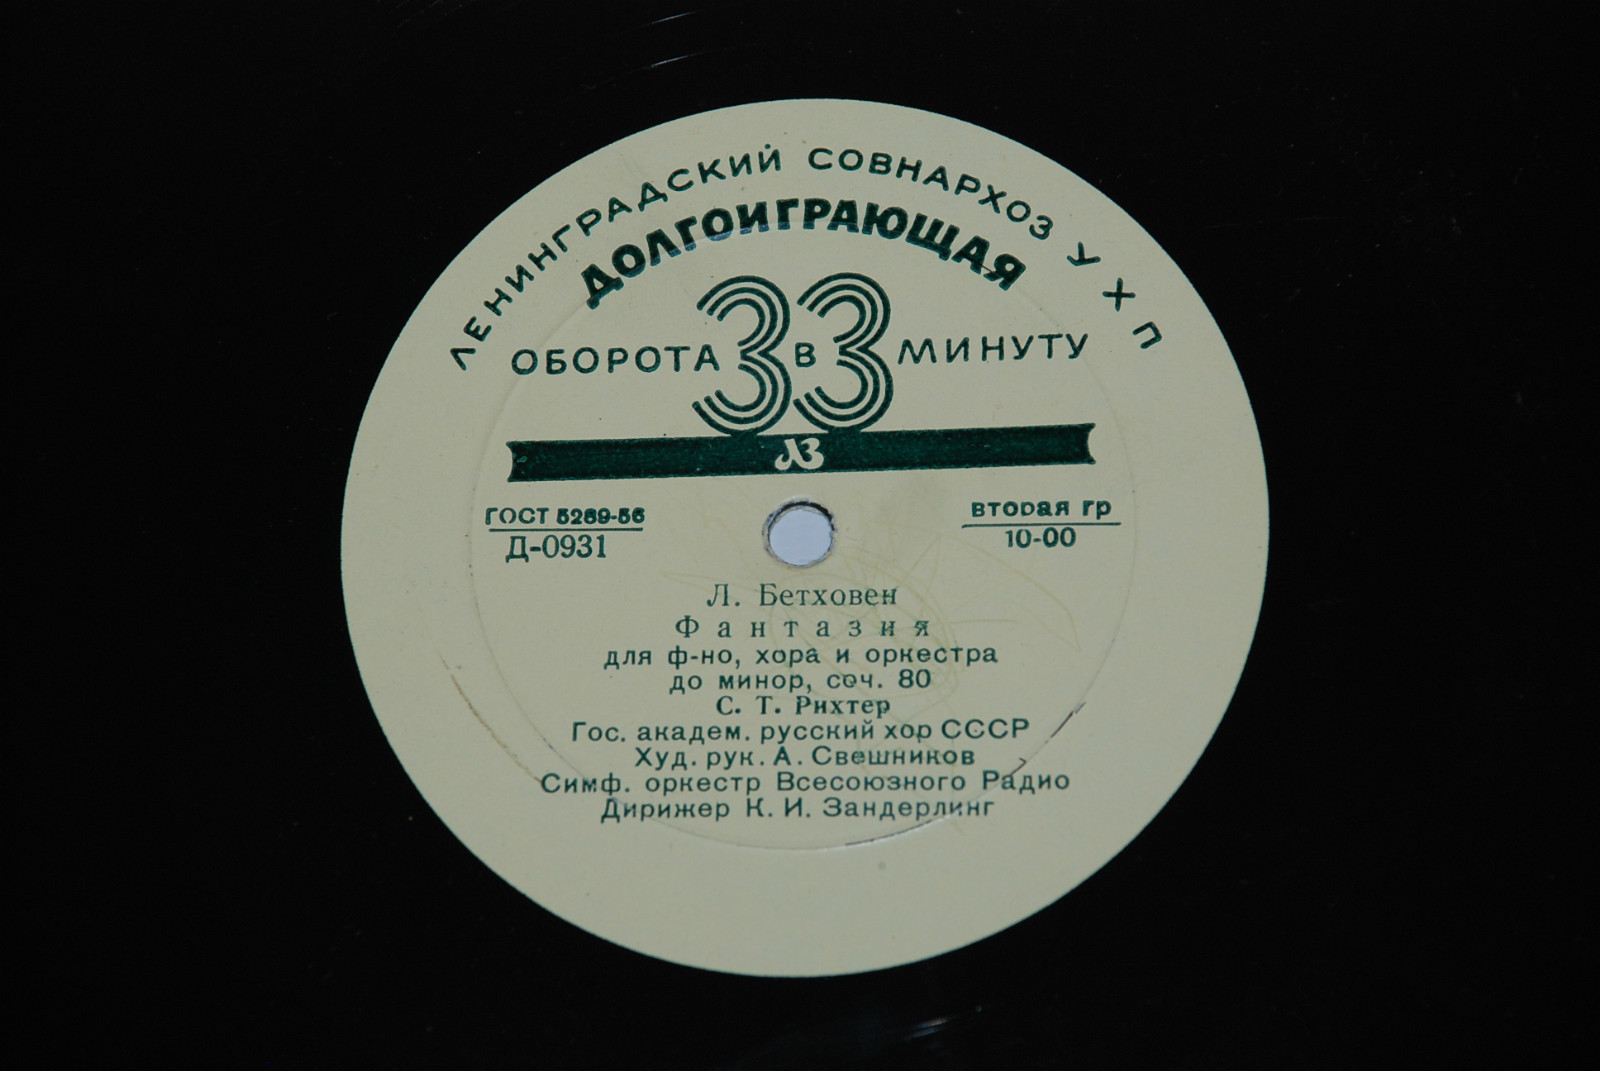 ЛЕНИНГРАДСКИЙ СОВНАРХОЗ УХП
ДОЛГОИГРАЮЩАЯ
ОБОРОТА 33 В МИНУТУ
ЛЗ
ГОСТ 5289-56
Д-0931
ВТОРАЯ ГР
10-00
Л. Бетховен
Фантазия
для ф-но, хора и оркестра
до минор, соч. 80
С. Т. Рихтер
Гос. академ. русский хор СССР
Худ. рук. А. Свешников
Симф. оркестр Всесоюзного Радио
Дирижер К. И. Зандерлинг